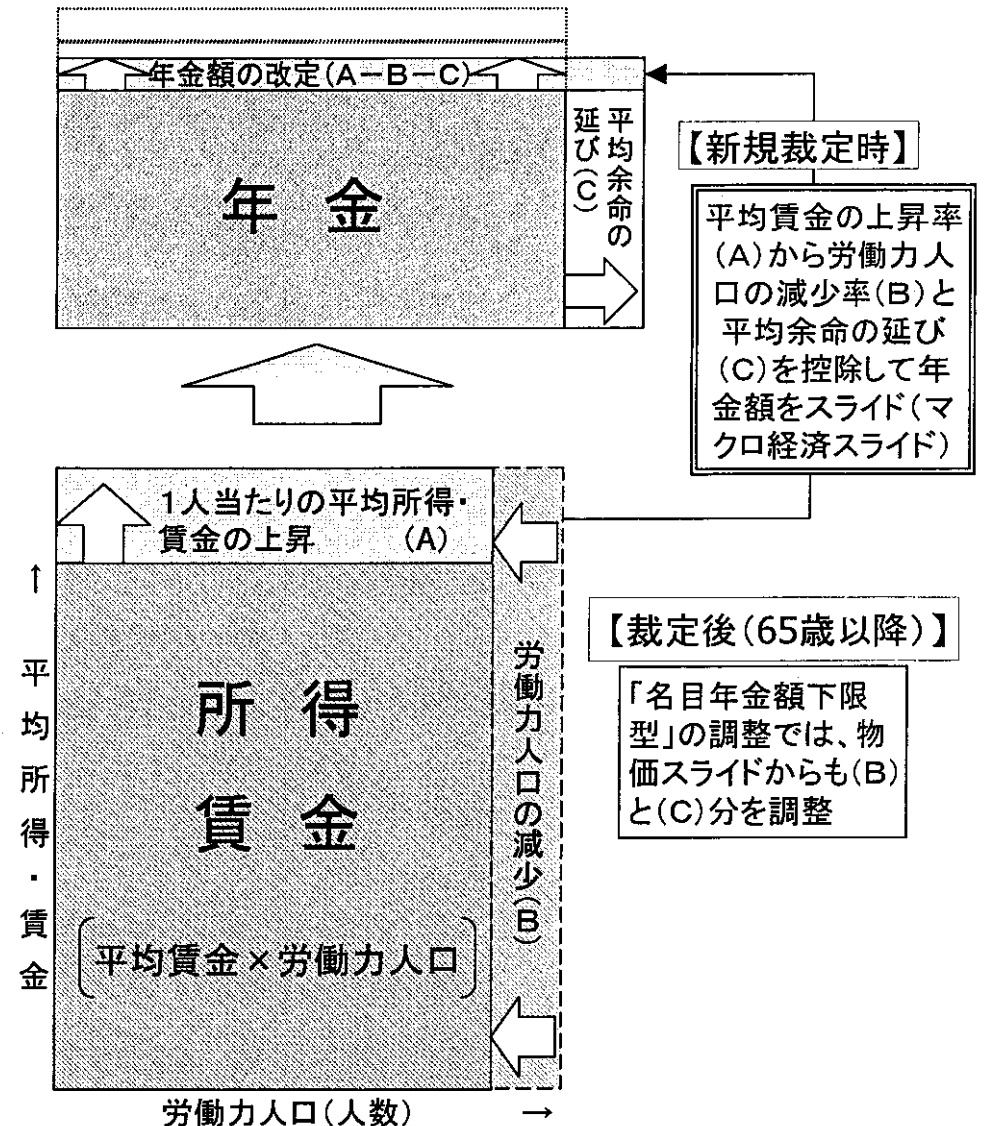 年金額の改定(A-B-C)
年 金
平均余命の
延び(C)
【新規裁定時】
平均賃金の上昇率
(A)から労働力人
口の減少率(B)と
平均余命の延び
(C)を控除して年
金額をスライド(マ
クロ経済スライド)
1人当たりの平均所得・
賃金の上昇 (A)
↑
平均所得・賃金
所 得
賃 金
平均賃金×労働力人口
労働力人口の減少(B)
【裁定後(65歳以降)】
「名目年金額下限
型」の調整では、物
価スライドからも(B)
と(C)分を調整
労働力人口(人数) →